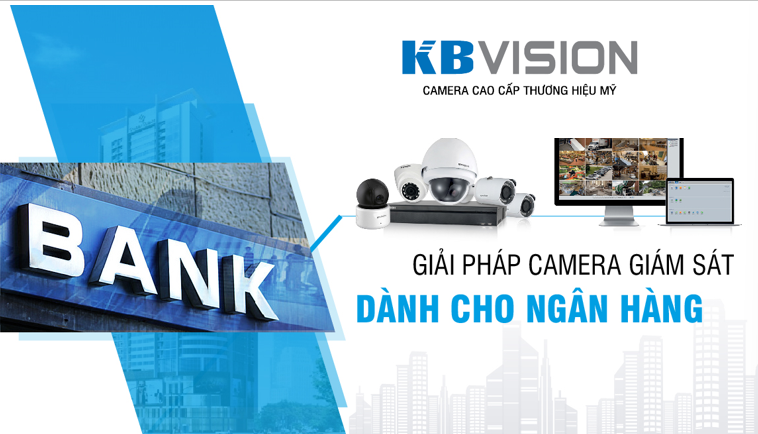 KBVISION
CAMERA CAO CẤP THƯƠNG HIỆU MỸ
BANK
GIẢI PHÁP CAMERA GIÁM SÁT
DÀNH CHO NGÂN HÀNG